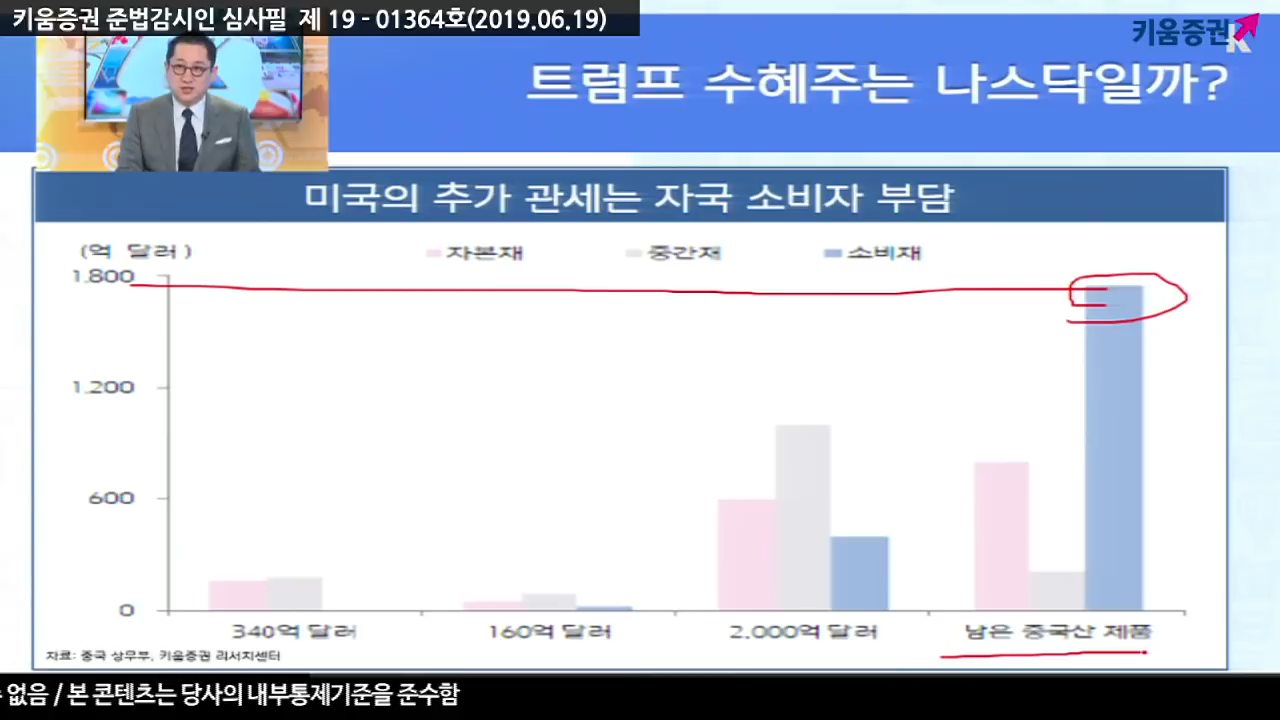 키움증권 준법감시인 심사필 제 19 - 01364호(2019.06.19)
키움증권
트럼프 수혜주는 나스닥일까?
미국의 추가 관세는 자국 소비자 부담
(억 달러)
자본재 중간재 소비재
1,800
1,200
600
0
340억 달러 160억 달러 2,000억 달러 남은 중국산 제품
자료: 중국 상무부, 키움증권 리서치센터
없음 / 본 콘텐츠는 당사의 내부통제기준을 준수함